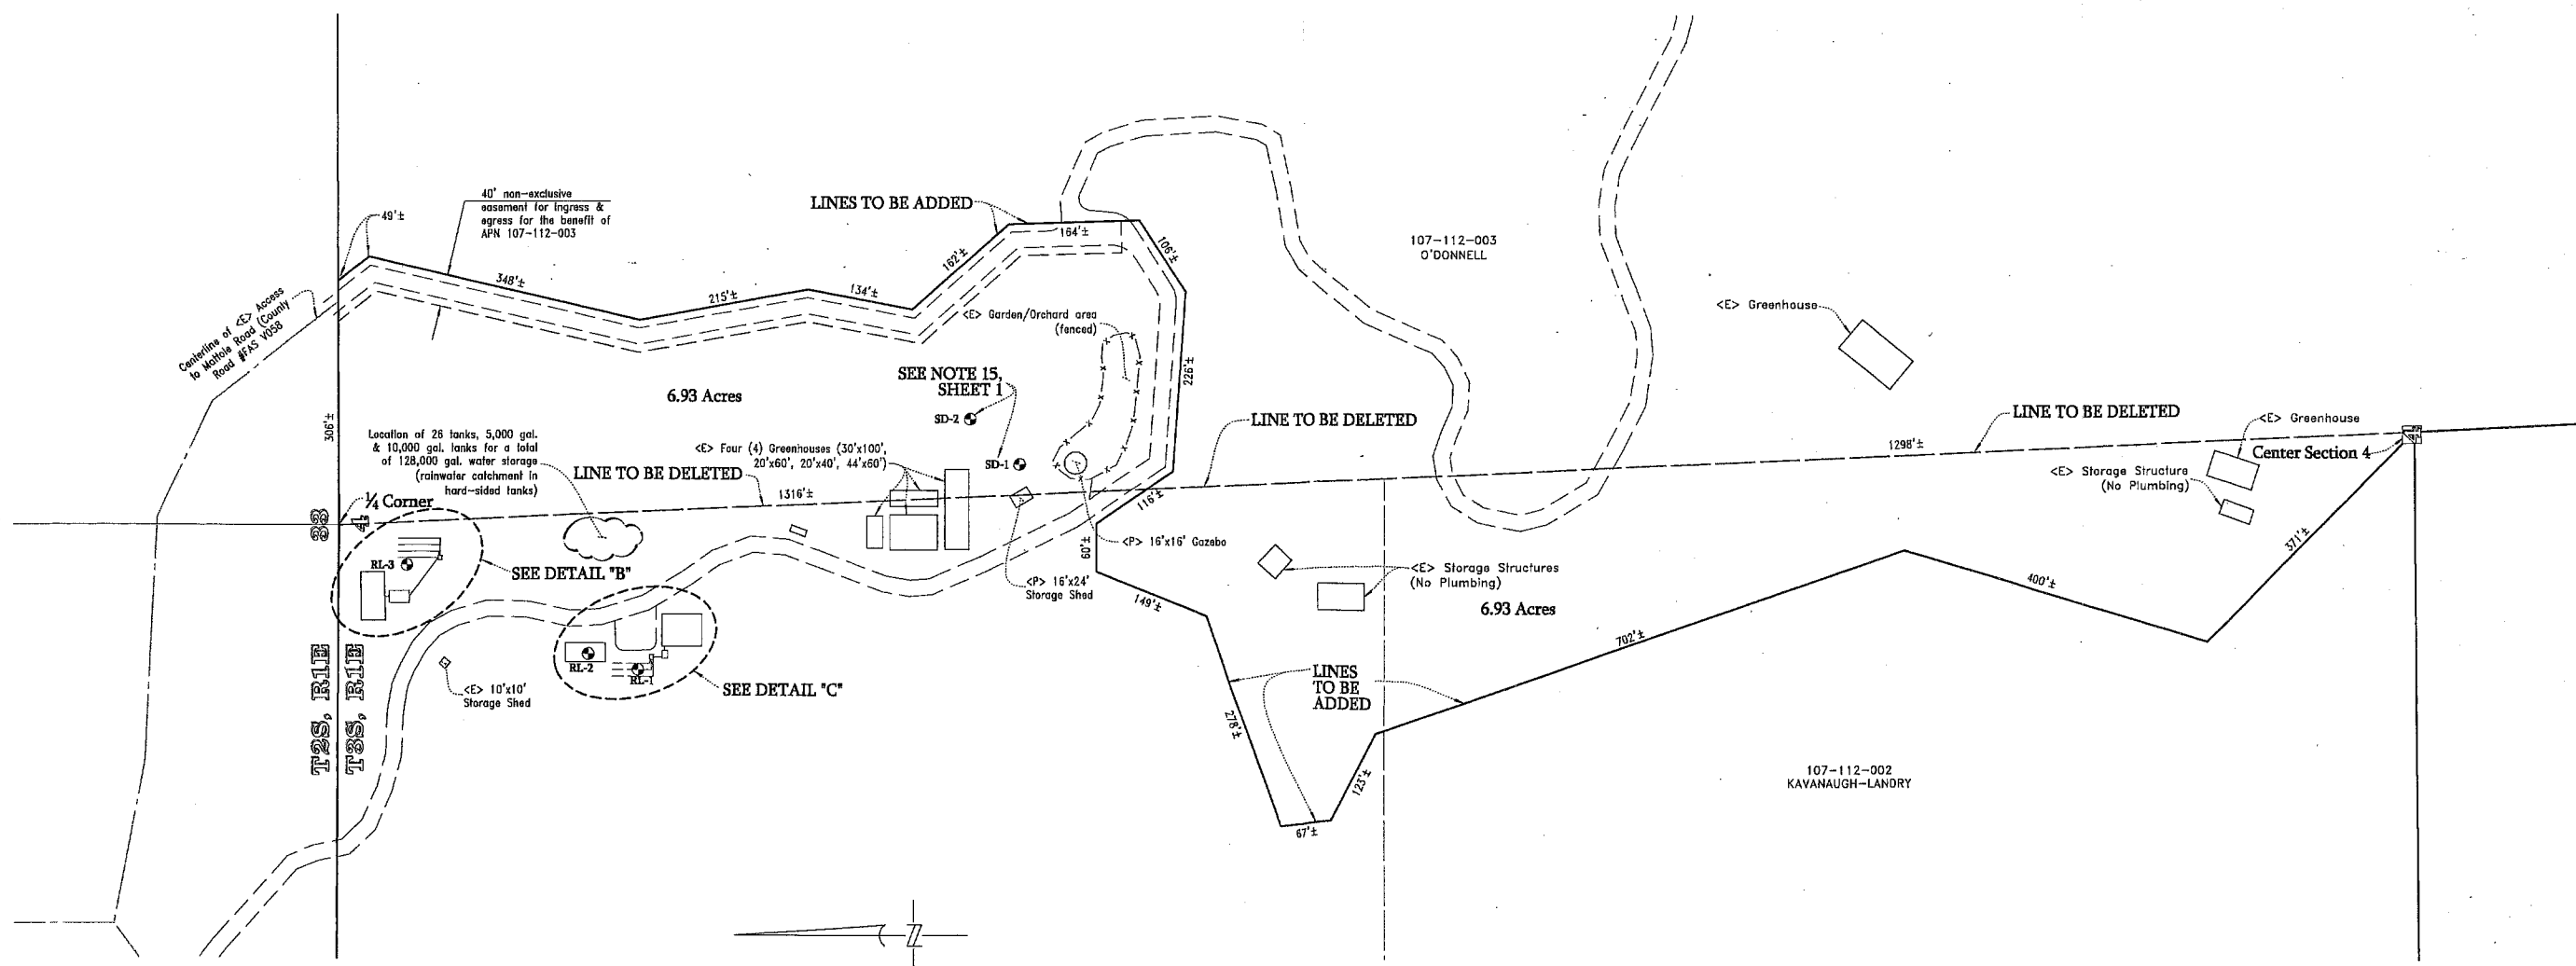 49'±
40' non-exclusive
easement for ingress &
egress for the benefit of
APN 107-112-003
LINES TO BE ADDED
164'±
106'±
162'±
348'±
215'±
134'±
226'±
107-112-003
O'DONNELL
Centerline of <E> Access
to Mattole Road (County
Road #FAS V058
<E> Garden/Orchard area
(fenced)
<E> Greenhouse
SEE NOTE 15,
SHEET 1
6.93 Acres
SD-2
SD-1
306'±
Location of 26 tanks, 5,000 gal.
& 10,000 gal. tanks for a total
of 128,000 gal. water storage
(rainwater catchment in
hard-sided tanks)
<E> Four (4) Greenhouses (30'x100',
20'x60', 20'x40', 44'x60')
LINE TO BE DELETED
1316'±
LINE TO BE DELETED
1298'±
LINE TO BE DELETED
<E> Greenhouse
Center Section 4
4
<E> Storage Structure
(No Plumbing)
1/4 Corner
33
4
116'±
60'±
<P> 16'x16' Gazebo
<P> 16'x24'
Storage Shed
<E> Storage Structures
(No Plumbing)
6.93 Acres
RL-3
SEE DETAIL "B"
149'±
371'±
400'±
702'±
RL-2
RL-1
SEE DETAIL "C"
<E> 10'x10'
Storage Shed
T2S, R1E
T3S, R1E
LINES
TO BE
ADDED
278'±
123'±
67'±
107-112-002
KAVANAUGH-LANDRY